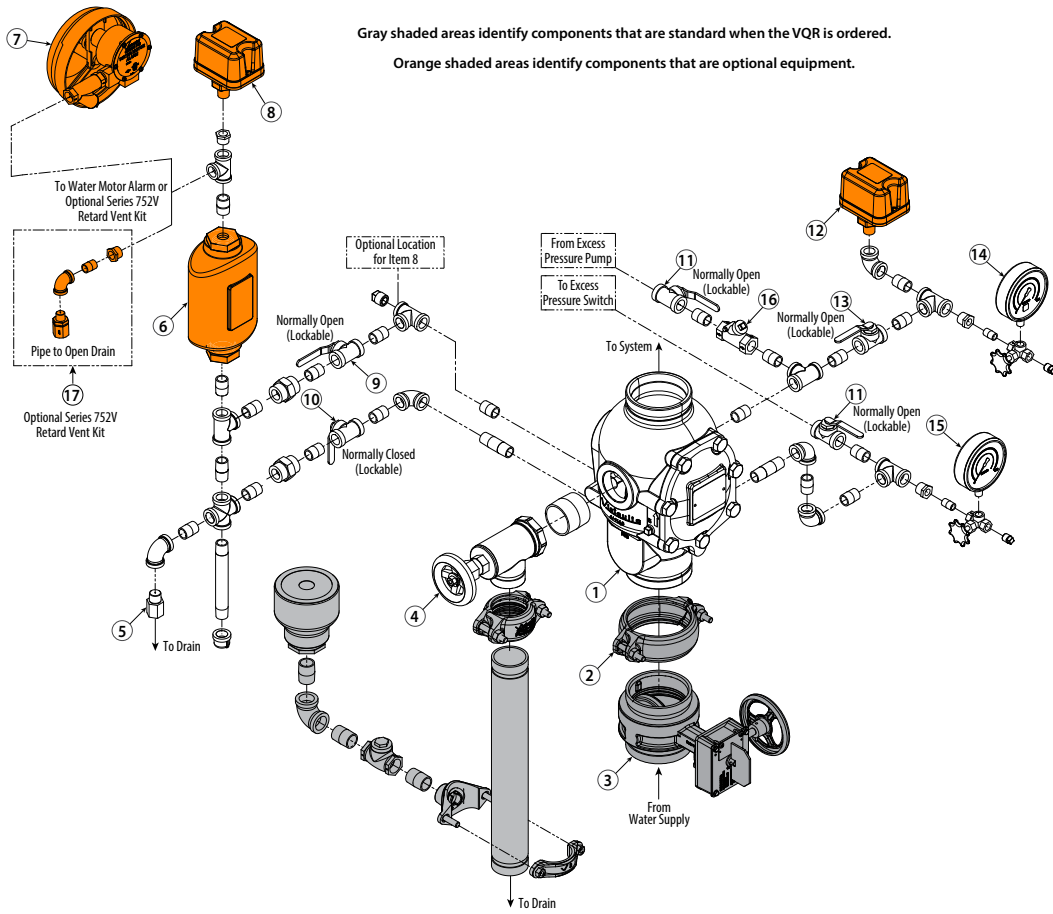 Gray shaded areas identify components that are standard when the VQR is ordered.
Orange shaded areas identify components that are optional equipment.
7
8
To Water Motor Alarm or
Optional Series 752V
Retard Vent Kit
Pipe to Open Drain
17
Optional Series 752V
Retard Vent Kit
6
Optional Location
for Item 8
Normally Open
(Lockable)
9
10
Normally Closed
(Lockable)
5
To Drain
From Excess
Pressure Pump
To Excess
Pressure Switch
11
Normally Open
(Lockable)
16
12
13
Normally Open
(Lockable)
14
To System
11
Normally Open
(Lockable)
15
Victaulic
1
4
2
3
From
Water Supply
To Drain